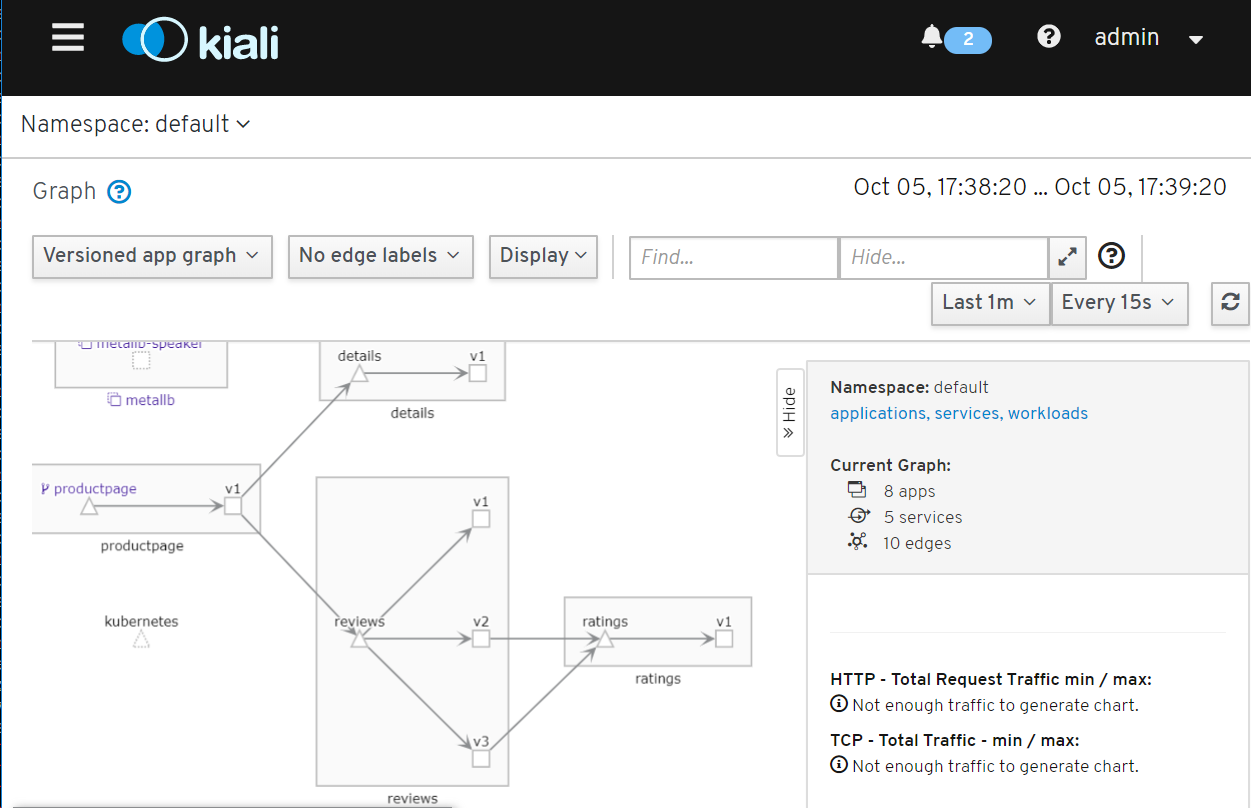 kiali
2
admin
Namespace: default
Graph
Oct 05, 17:38:20 ... Oct 05, 17:39:20
Versioned app graph
No edge labels
Display
Find...
Hide...
Last 1m
Every 15s
metallb-speaker
metallb
details
v1
details
productpage
v1
productpage
kubernetes
v1
reviews
v2
v3
reviews
ratings
v1
ratings
Hide
Namespace: default
applications, services, workloads
Current Graph:
8 apps
5 services
10 edges
HTTP - Total Request Traffic min / max:
Not enough traffic to generate chart.
TCP - Total Traffic - min / max:
Not enough traffic to generate chart.